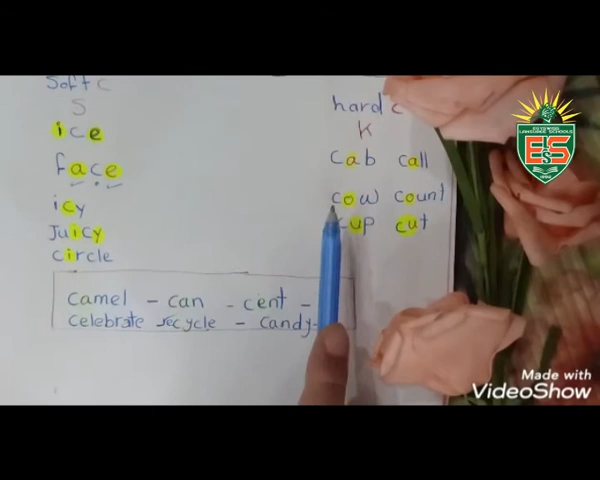 soft c
S
ice
face
icy
Juicy
circle
hard c
K
cab call
cow count
cup cut
camel – can – cent –
celebrate recycle – candy-
LANGUAGE SCHOOLS
ES
Made with
VideoShow